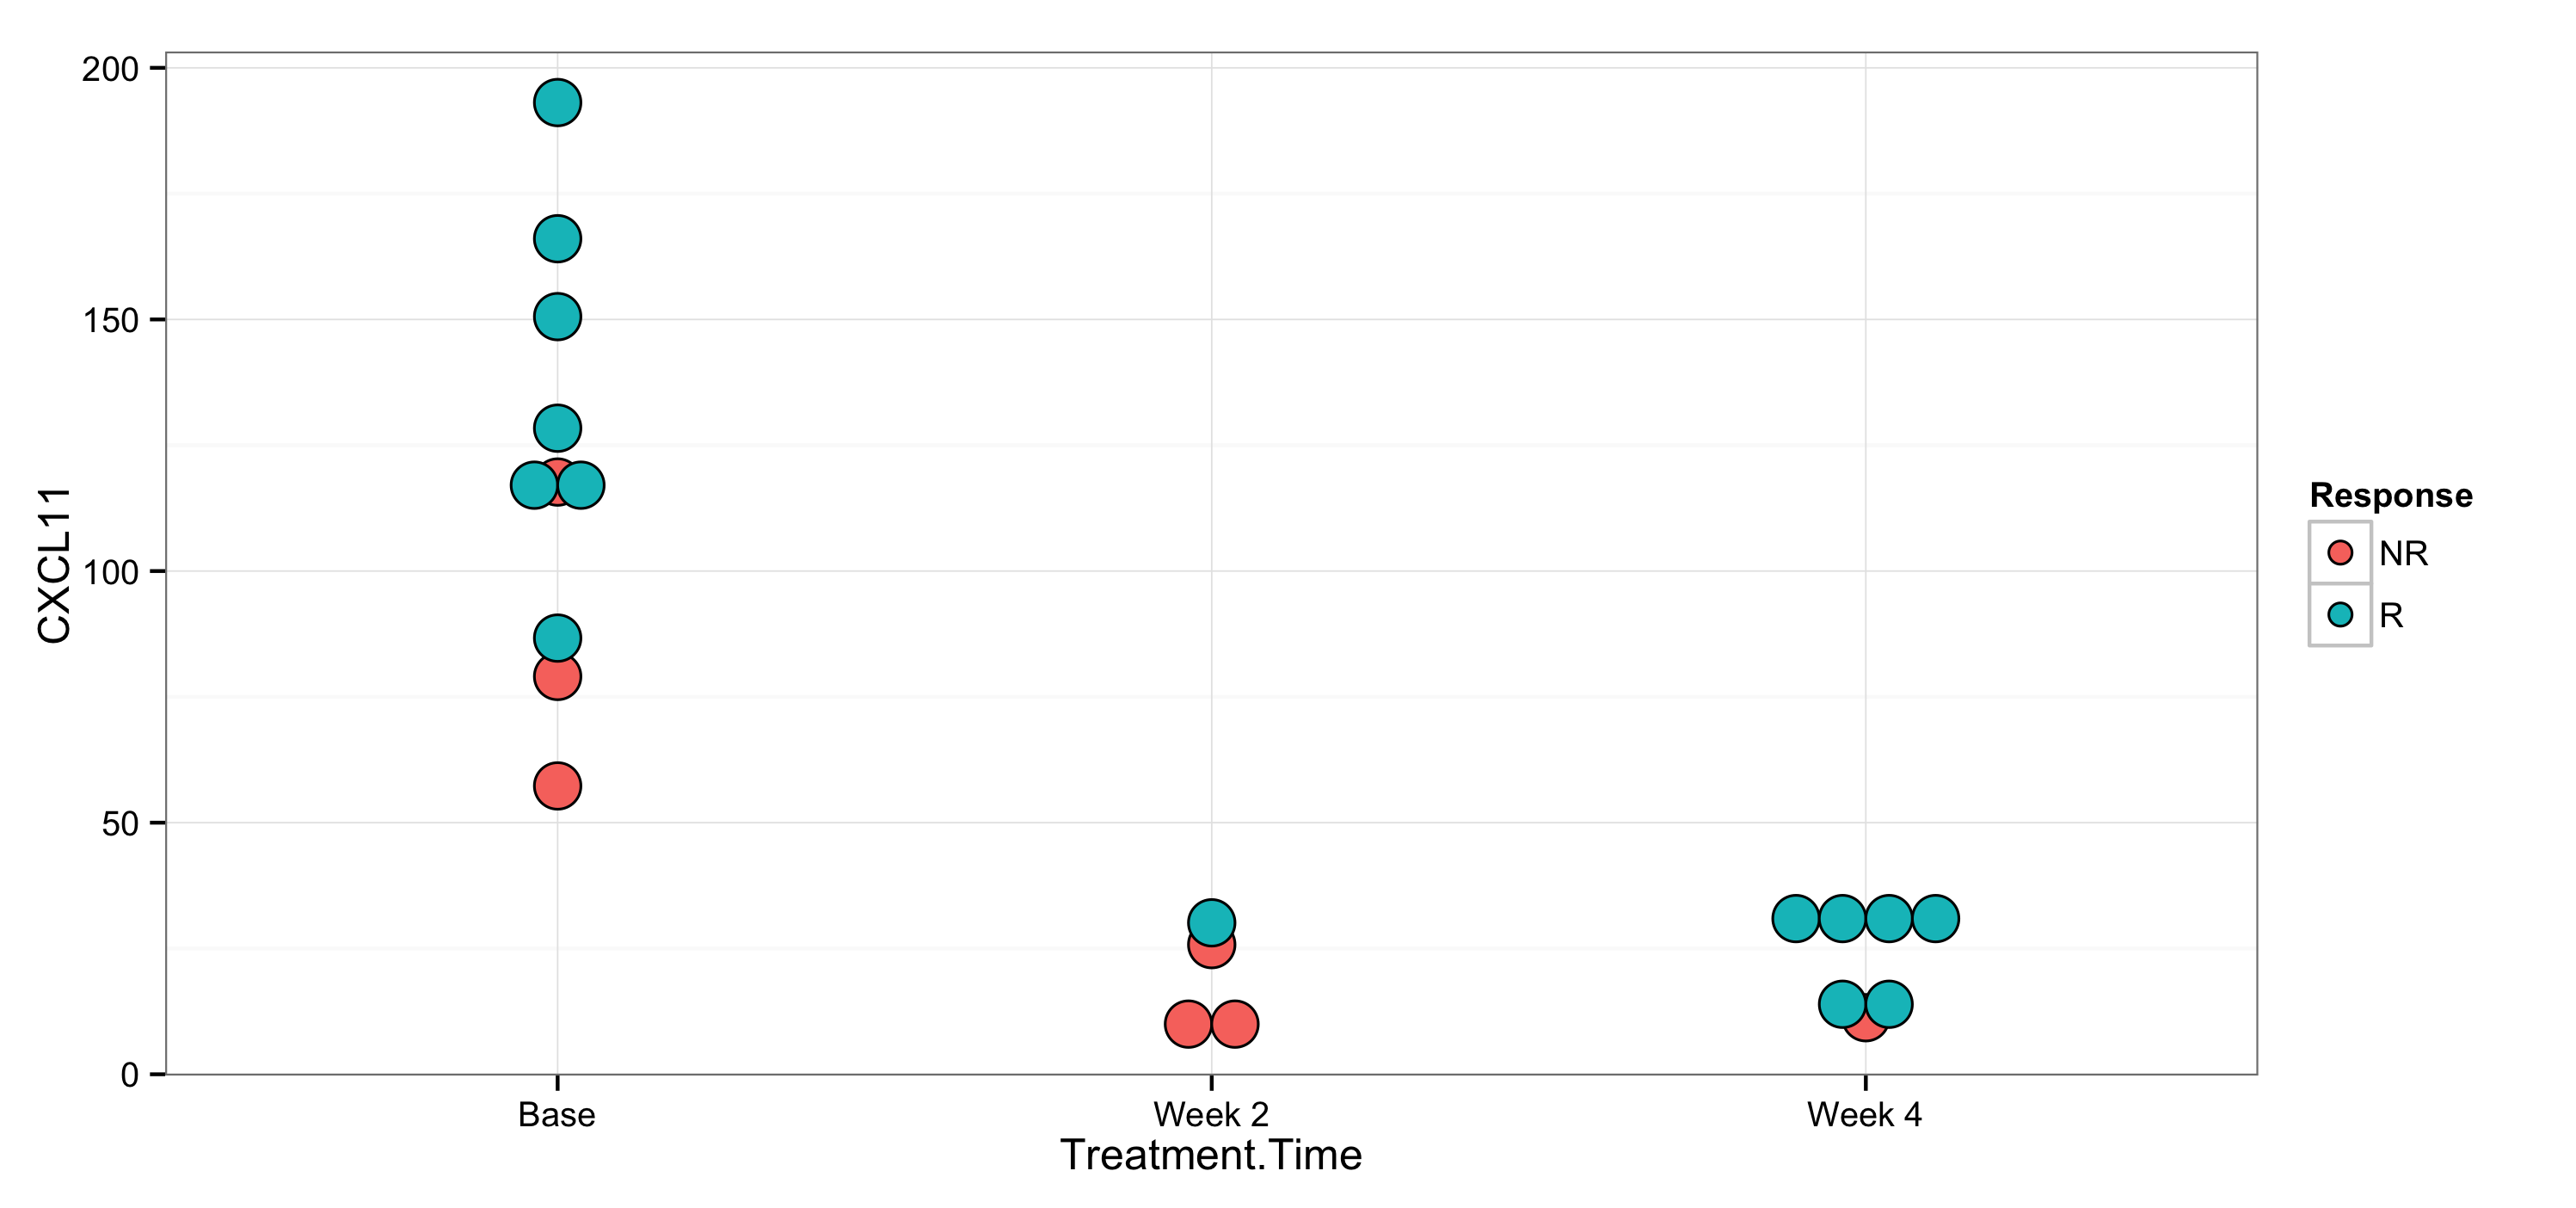 CXCL11
200
150
100
50
0
Base
Week 2
Week 4
Treatment.Time
Response
NR
R